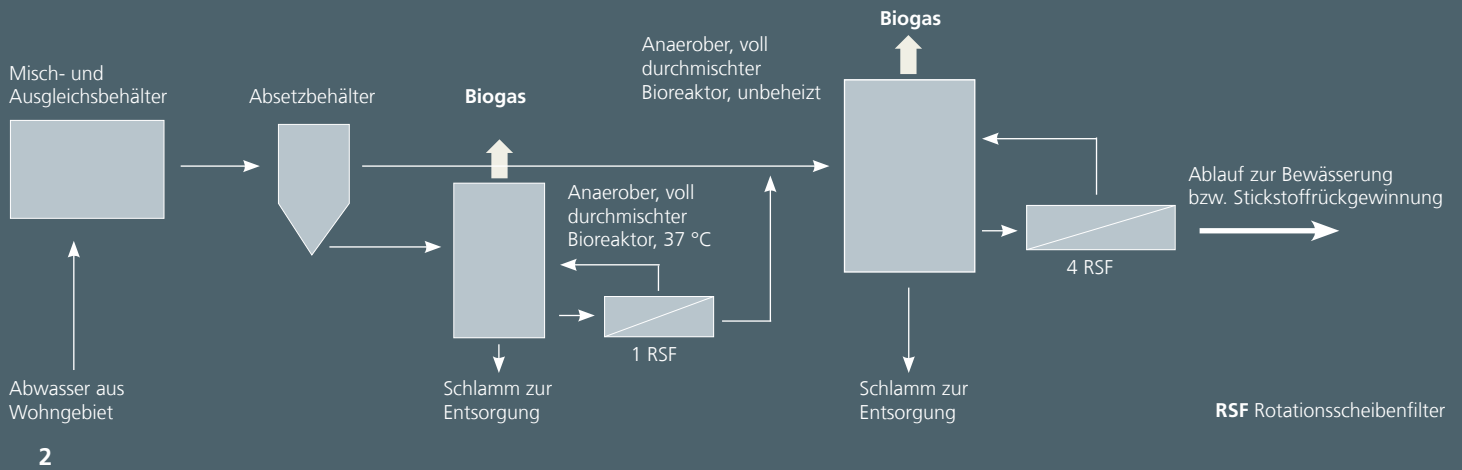 Misch- und
Ausgleichsbehälter
Absetzbehälter
Biogas
Anaerober, voll
durchmischter
Bioreaktor, unbeheizt
Biogas
Anaerober, voll
durchmischter
Bioreaktor, 37 °C
Ablauf zur Bewässerung
bzw. Stickstoffrückgewinnung
4 RSF
1 RSF
Abwasser aus
Wohngebiet
Schlamm zur
Entsorgung
Schlamm zur
Entsorgung
RSF Rotationsscheibenfilter
2